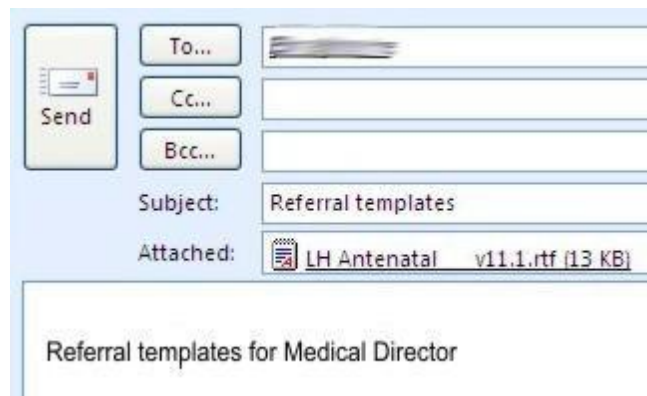 To...
Send
Cc...
Bcc...
Subject: Referral templates
Attached: LH Antenatal v11.1.rtf (13 KB)
Referral templates for Medical Director